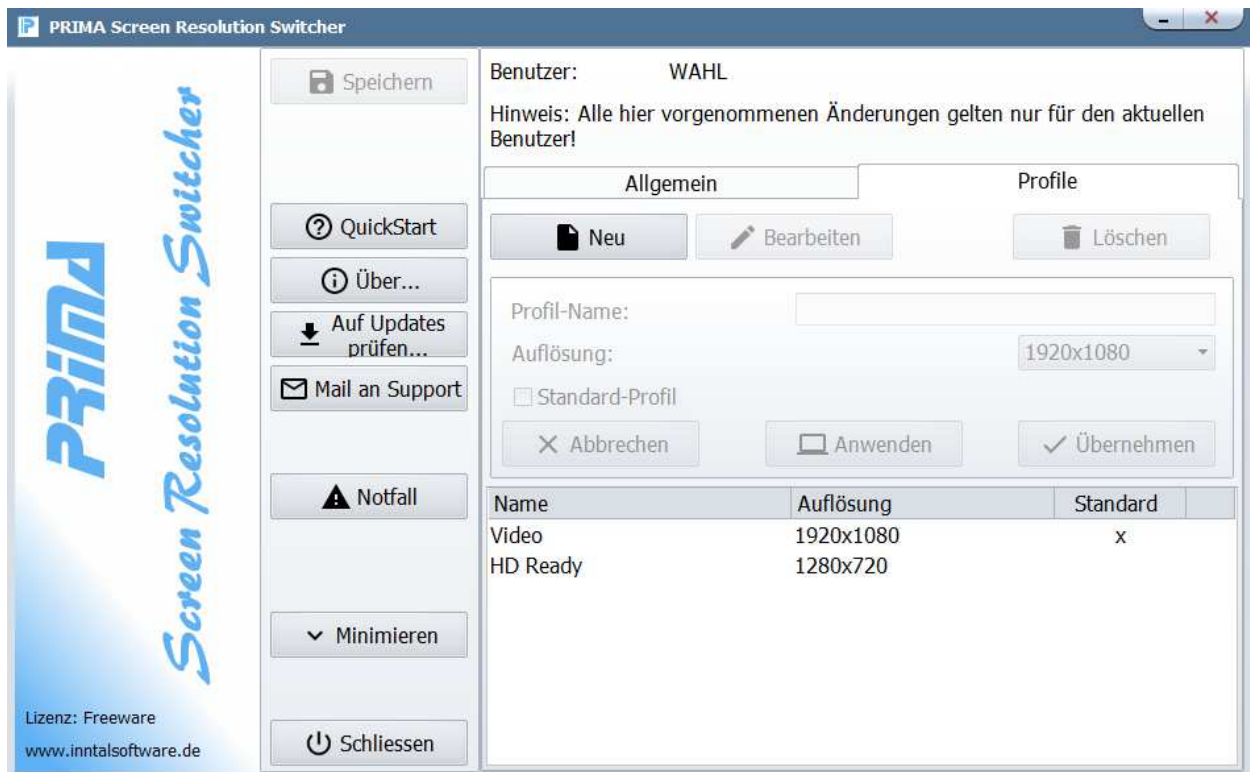 PRIMA Screen Resolution Switcher
PRIMA
Screen Resolution Switcher
Lizenz: Freeware
www.inntalsoftware.de
Speichern
QuickStart
Über...
Auf Updates
prüfen...
Mail an Support
Notfall
Minimieren
Schliessen
Benutzer: WAHL
Hinweis: Alle hier vorgenommenen Änderungen gelten nur für den aktuellen
Benutzer!
Allgemein Profile
Neu Bearbeiten Löschen
Profil-Name:
Auflösung: 1920x1080
Standard-Profil
Abbrechen Anwenden Übernehmen
Name Auflösung Standard
Video 1920x1080 x
HD Ready 1280x720